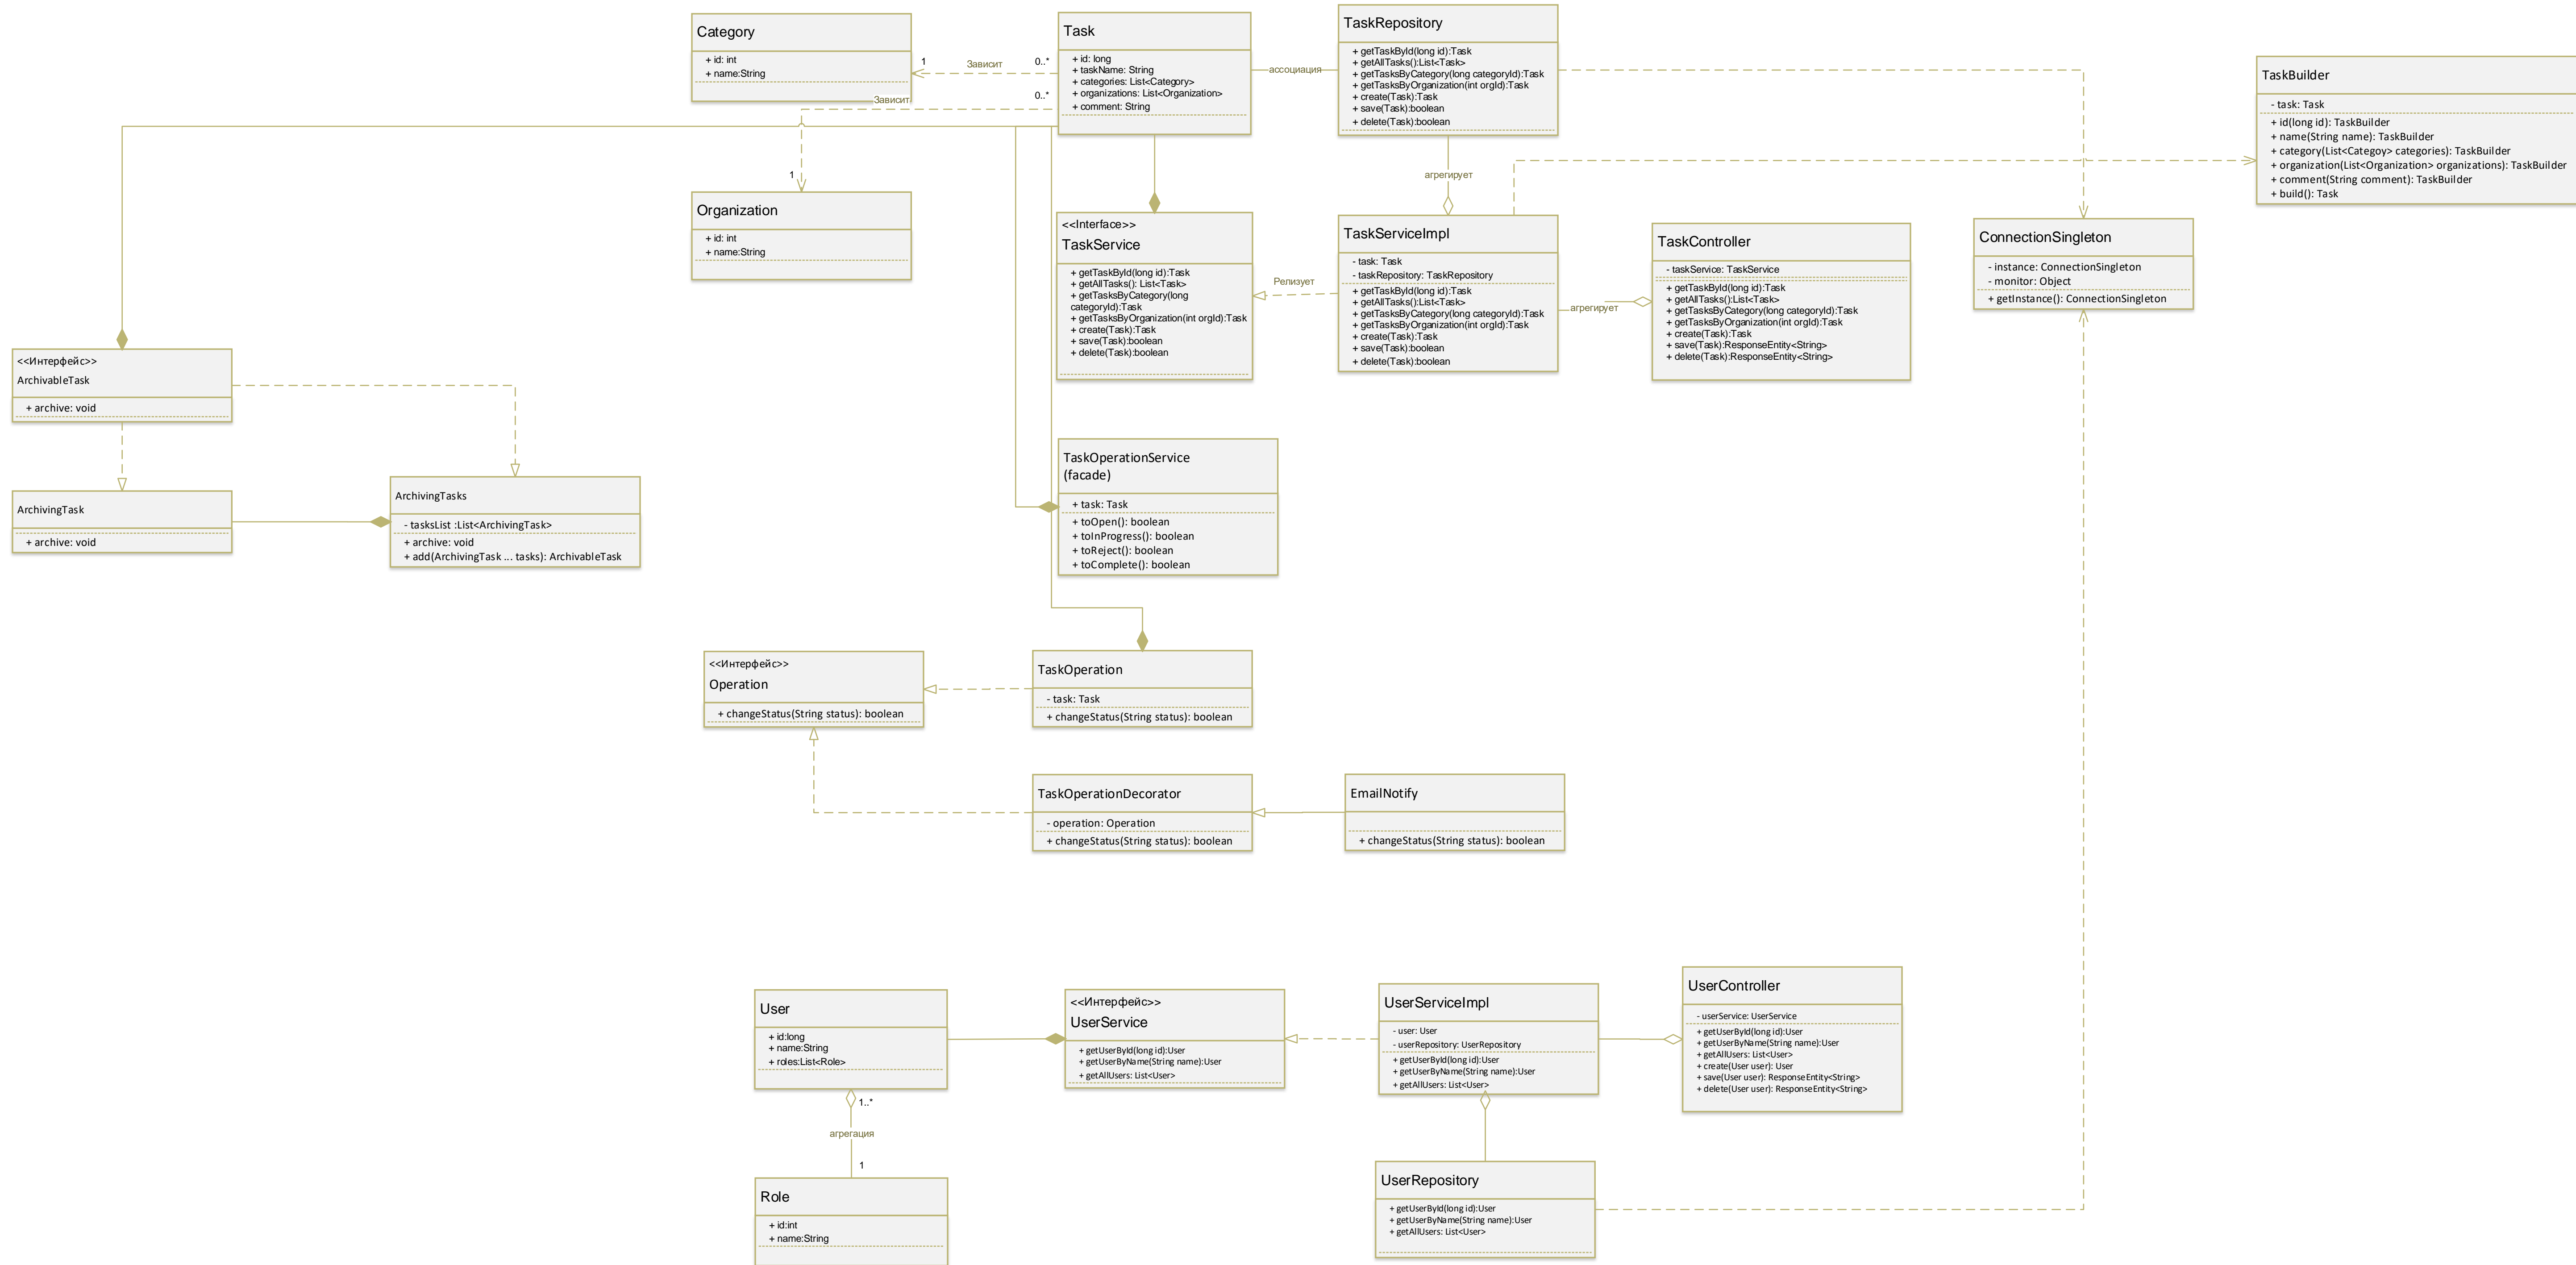 Category
+ id: int
+ name:String
1
Зависит
0..*
Task
+ id: long
+ taskName: String
+ categories: List<Category>
+ organizations: List<Organization>
+ comment: String
Зависит
0..*
1
ассоциация
TaskRepository
+ getTaskById(long id):Task
+ getAllTasks():List<Task>
+ getTasksByCategory(long categoryId):Task
+ getTasksByOrganization(int orgId):Task
+ create(Task):Task
+ save(Task):boolean
+ delete(Task):boolean
TaskBuilder
- task: Task
+ id(long id): TaskBuilder
+ name(String name): TaskBuilder
+ category(List<Categoy> categories): TaskBuilder
+ organization(List<Organization> organizations): TaskBuilder
+ comment(String comment): TaskBuilder
+ build(): Task
агрегирует
Organization
+ id: int
+ name:String
<<Interface>>
TaskService
+ getTaskById(long id):Task
+ getAllTasks(): List<Task>
+ getTasksByCategory(long
categoryId):Task
+ getTasksByOrganization(int orgId):Task
+ create(Task):Task
+ save(Task):boolean
+ delete(Task):boolean
Релизует
TaskServiceImpl
- task: Task
- taskRepository: TaskRepository
+ getTaskById(long id):Task
+ getAllTasks():List<Task>
+ getTasksByCategory(long categoryId):Task
+ getTasksByOrganization(int orgId):Task
+ create(Task):Task
+ save(Task):boolean
+ delete(Task):boolean
агрегирует
TaskController
- taskService: TaskService
+ getTaskById(long id):Task
+ getAllTasks():List<Task>
+ getTasksByCategory(long categoryId):Task
+ getTasksByOrganization(int orgId):Task
+ create(Task):Task
+ save(Task):ResponseEntity<String>
+ delete(Task):ResponseEntity<String>
ConnectionSingleton
- instance: ConnectionSingleton
- monitor: Object
+ getInstance(): ConnectionSingleton
<<Интерфейс>>
ArchivableTask
+ archive: void
ArchivingTask
+ archive: void
ArchivingTasks
- tasksList :List<ArchivingTask>
+ archive: void
+ add(ArchivingTask ... tasks): ArchivableTask
TaskOperationService
(facade)
+ task: Task
+ toOpen(): boolean
+ toInProgress(): boolean
+ toReject(): boolean
+ toComplete(): boolean
<<Интерфейс>>
Operation
+ changeStatus(String status): boolean
TaskOperation
- task: Task
+ changeStatus(String status): boolean
TaskOperationDecorator
- operation: Operation
+ changeStatus(String status): boolean
EmailNotify
+ changeStatus(String status): boolean
User
+ id:long
+ name:String
+ roles:List<Role>
1..*
агрегация
1
Role
+ id:int
+ name:String
<<Интерфейс>>
UserService
+ getUserById(long id):User
+ getUserByName(String name):User
+ getAllUsers: List<User>
UserServiceImpl
- user: User
- userRepository: UserRepository
+ getUserById(long id):User
+ getUserByName(String name):User
+ getAllUsers: List<User>
UserController
- userService: UserService
+ getUserById(long id):User
+ getUserByName(String name):User
+ getAllUsers: List<User>
+ create(User user): User
+ save(User user): ResponseEntity<String>
+ delete(User user): ResponseEntity<String>
UserRepository
+ getUserById(long id):User
+ getUserByName(String name):User
+ getAllUsers: List<User>